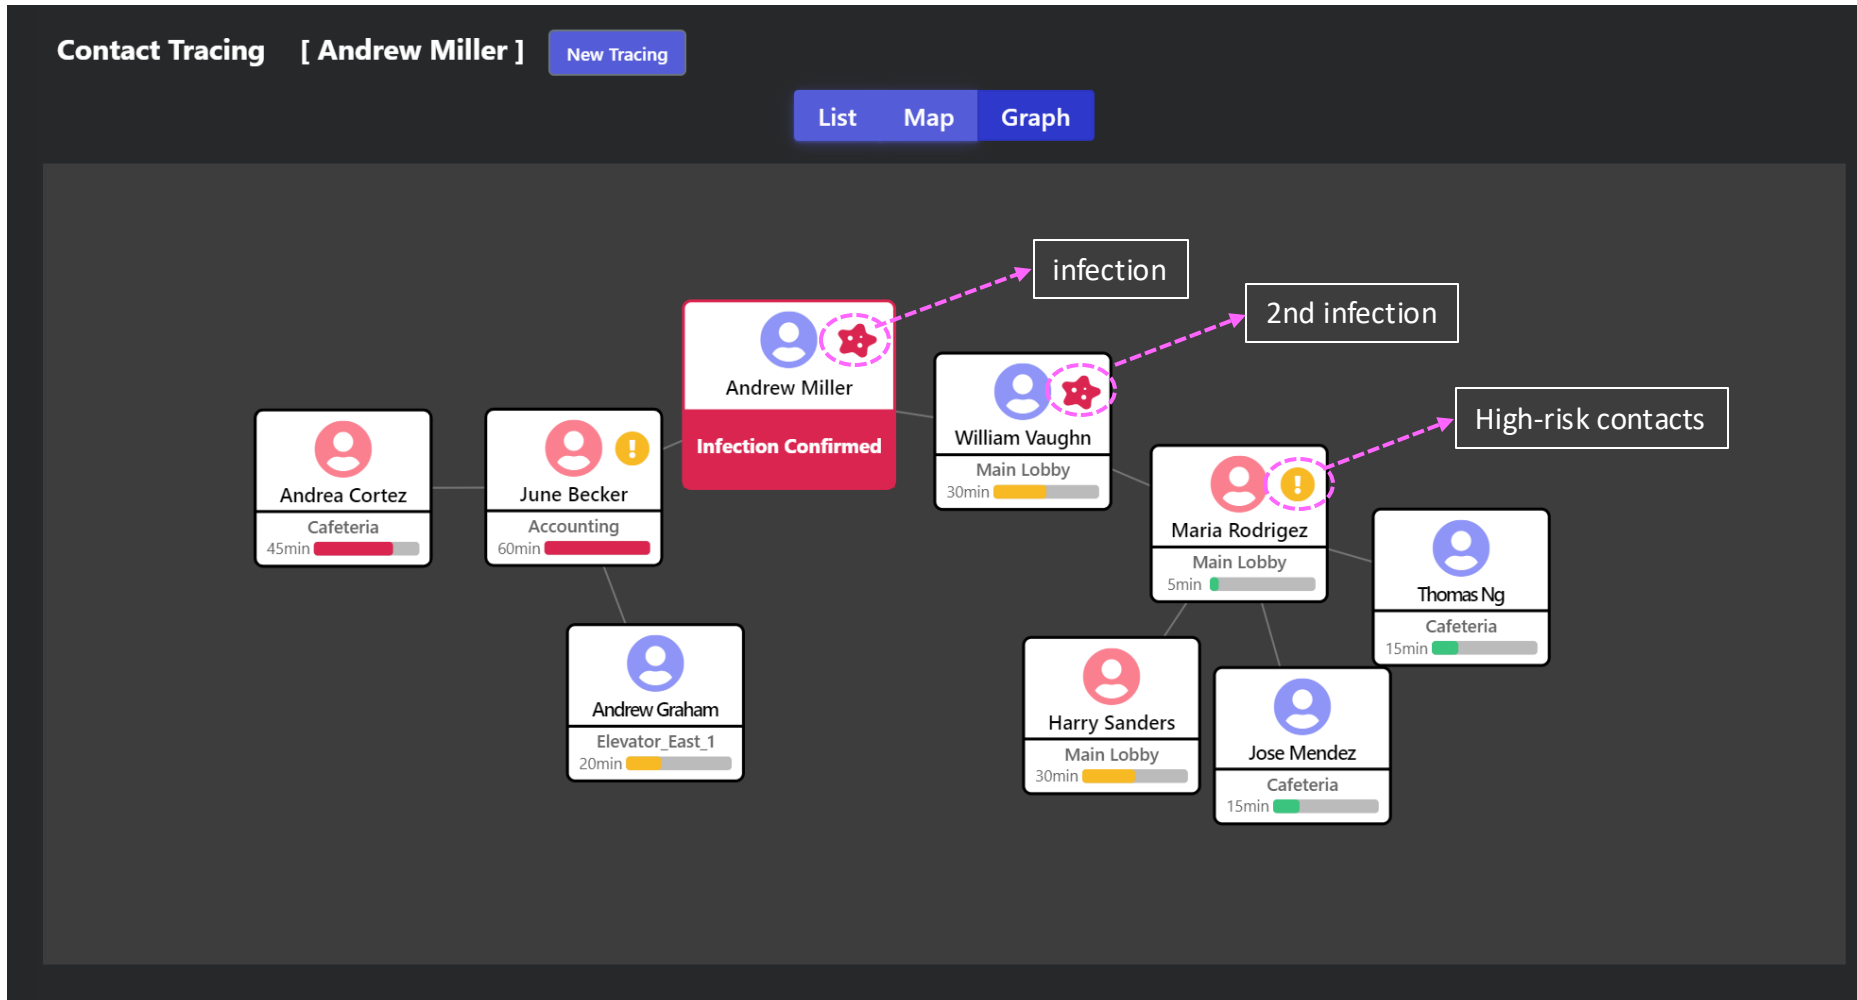 Contact Tracing [ Andrew Miller ] New Tracing
List Map Graph
infection
2nd infection
High-risk contacts
Andrew Miller
Infection Confirmed
William Vaughn
Main Lobby
30min
Andrea Cortez
Cafeteria
45min
June Becker
Accounting
60min
Maria Rodrigez
Main Lobby
5min
Thomas Ng
Cafeteria
15min
Andrew Graham
Elevator_East_1
20min
Harry Sanders
Main Lobby
30min
Jose Mendez
Cafeteria
15min